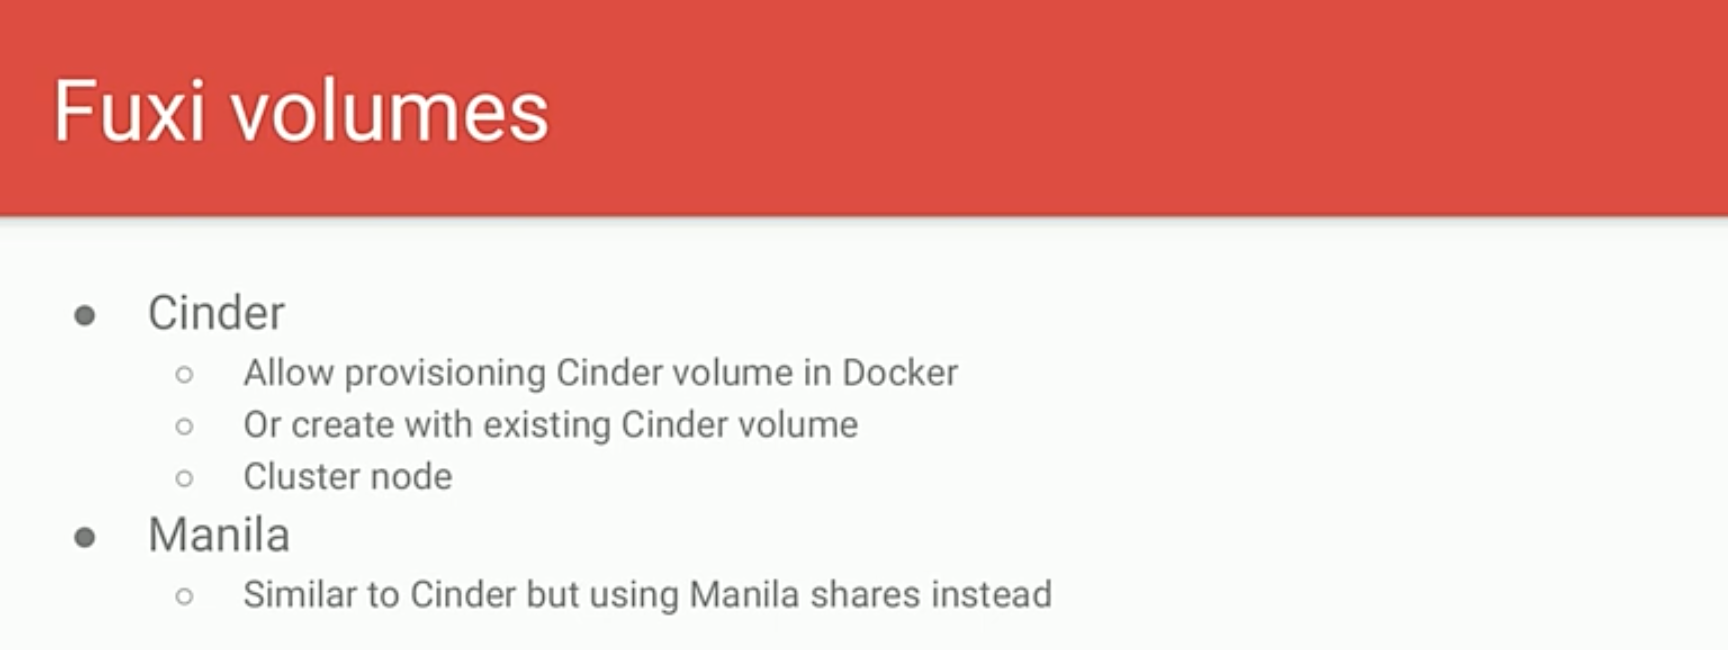 Fuxi volumes
Cinder
Allow provisioning Cinder volume in Docker
Or create with existing Cinder volume
Cluster node
Manila
Similar to Cinder but using Manila shares instead